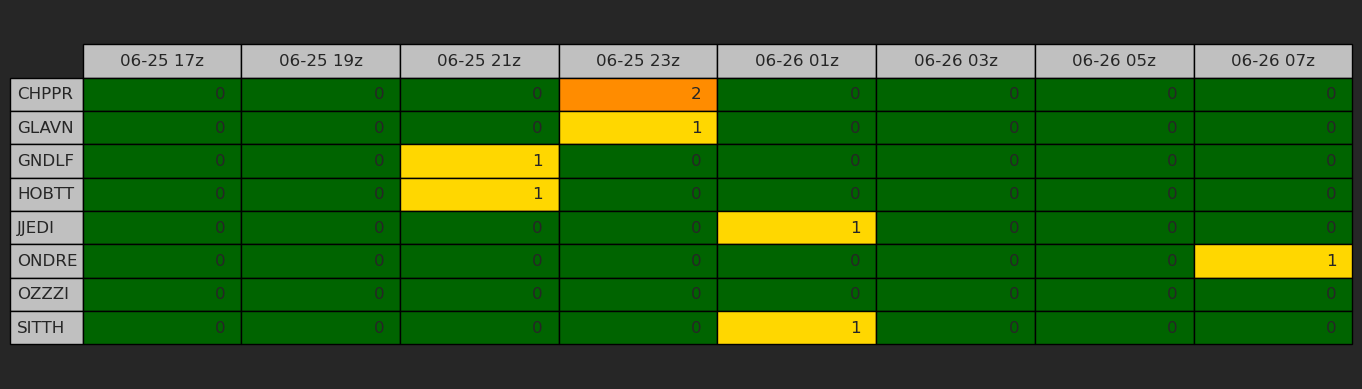 06-25 17z 06-25 19z 06-25 21z 06-25 23z 06-26 01z 06-26 03z 06-26 05z 06-26 07z
CHPPR 0 0 0 2 0 0 0 0
GLAVN 0 0 0 1 0 0 0 0
GNDLF 0 0 1 0 0 0 0 0
HOBTT 0 0 1 0 0 0 0 0
JJEDI 0 0 0 0 1 0 0 0
ONDRE 0 0 0 0 0 0 0 1
OZZZI 0 0 0 0 0 0 0 0
SITTH 0 0 0 0 1 0 0 0